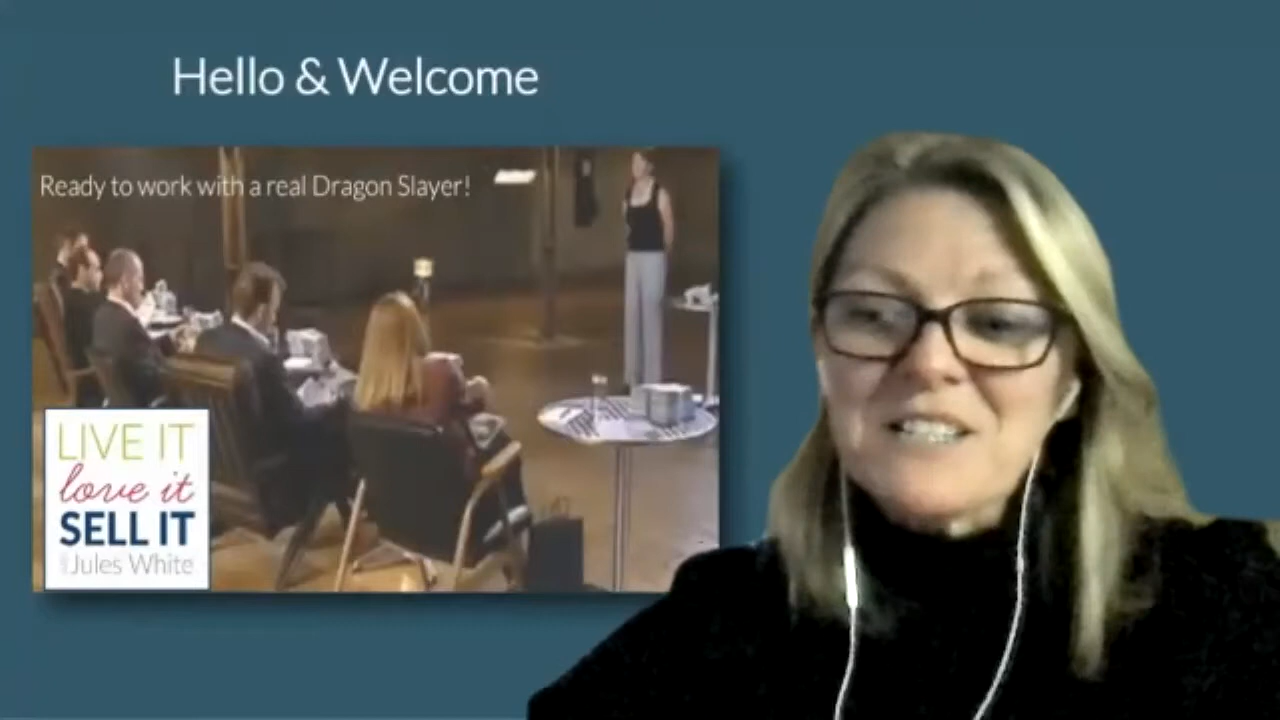 Hello & Welcome
Ready to work with a real Dragon Slayer!
LIVE IT
love it
SELL IT
Jules White